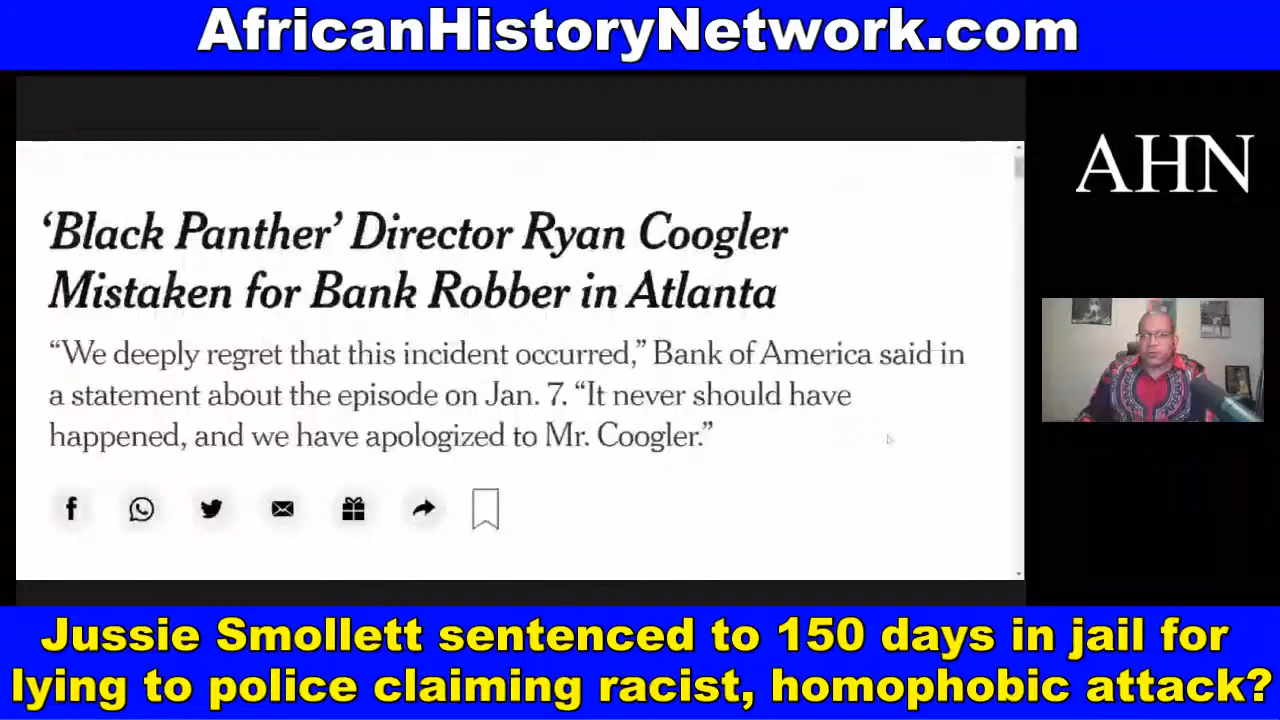 AfricanHistoryNetwork.com
AHN
‘Black Panther’ Director Ryan Coogler
Mistaken for Bank Robber in Atlanta
“We deeply regret that this incident occurred,” Bank of America said in
a statement about the episode on Jan. 7. “It never should have
happened, and we have apologized to Mr. Coogler.”
Jussie Smollett sentenced to 150 days in jail for
lying to police claiming racist, homophobic attack?